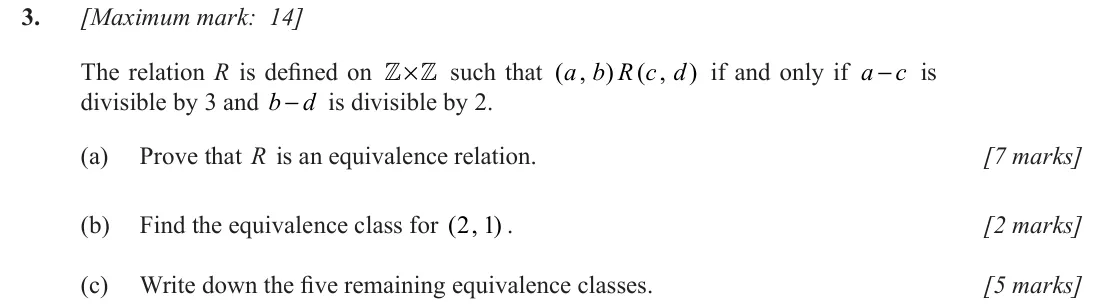 3. [Maximum mark: 14]
The relation R is defined on ℤ×ℤ such that (a, b)R(c, d) if and only if a−c is
divisible by 3 and b−d is divisible by 2.
(a) Prove that R is an equivalence relation. [7 marks]
(b) Find the equivalence class for (2, 1). [2 marks]
(c) Write down the five remaining equivalence classes. [5 marks]